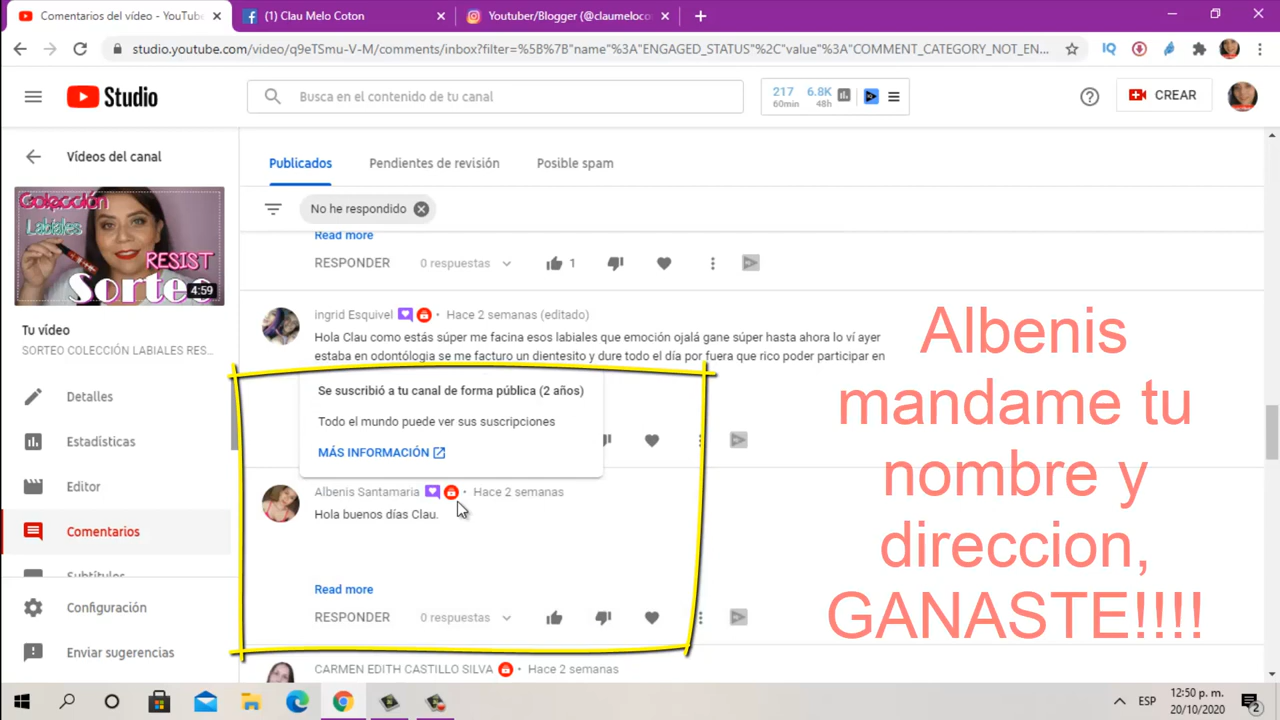 Comentarios del vídeo - YouTu
(1) Clau Melo Coton
Youtuber/Blogger (@claumeloco
studio.youtube.com/video/q9eTSmu-V-M/comments/inbox?filter=%5B%7B"name"%3A"ENGAGED_STATUS"%2C"value"%3A"COMMENT_CATEGORY_NOT_EN...
IQ
Studio
Busca en el contenido de tu canal
217
60min
6.8K
48h
CREAR
Vídeos del canal
Colección
Labiales
RESIST
Sorteo
4:59
Tu vídeo
SORTEO COLECCIÓN LABIALES RES...
Detalles
Estadísticas
Editor
Comentarios
Subtítulos
Configuración
Enviar sugerencias
Publicados
Pendientes de revisión
Posible spam
No he respondido
Read more
RESPONDER
0 respuestas
1
ingrid Esquivel • Hace 2 semanas (editado)
Hola Clau como estás súper me facina esos labiales que emoción ojalá gane súper hasta ahora lo ví ayer
estaba en odontólogia se me facturo un dientesito y dure todo el día por fuera que rico poder participar en
Se suscribió a tu canal de forma pública (2 años)
Todo el mundo puede ver sus suscripciones
MÁS INFORMACIÓN
Albenis Santamaria • Hace 2 semanas
Hola buenos días Clau.
Read more
RESPONDER
0 respuestas
CARMEN EDITH CASTILLO SILVA • Hace 2 semanas
Albenis
mandame tu
nombre y
direccion,
GANASTE!!!!
ESP
12:50 p. m.
20/10/2020
2